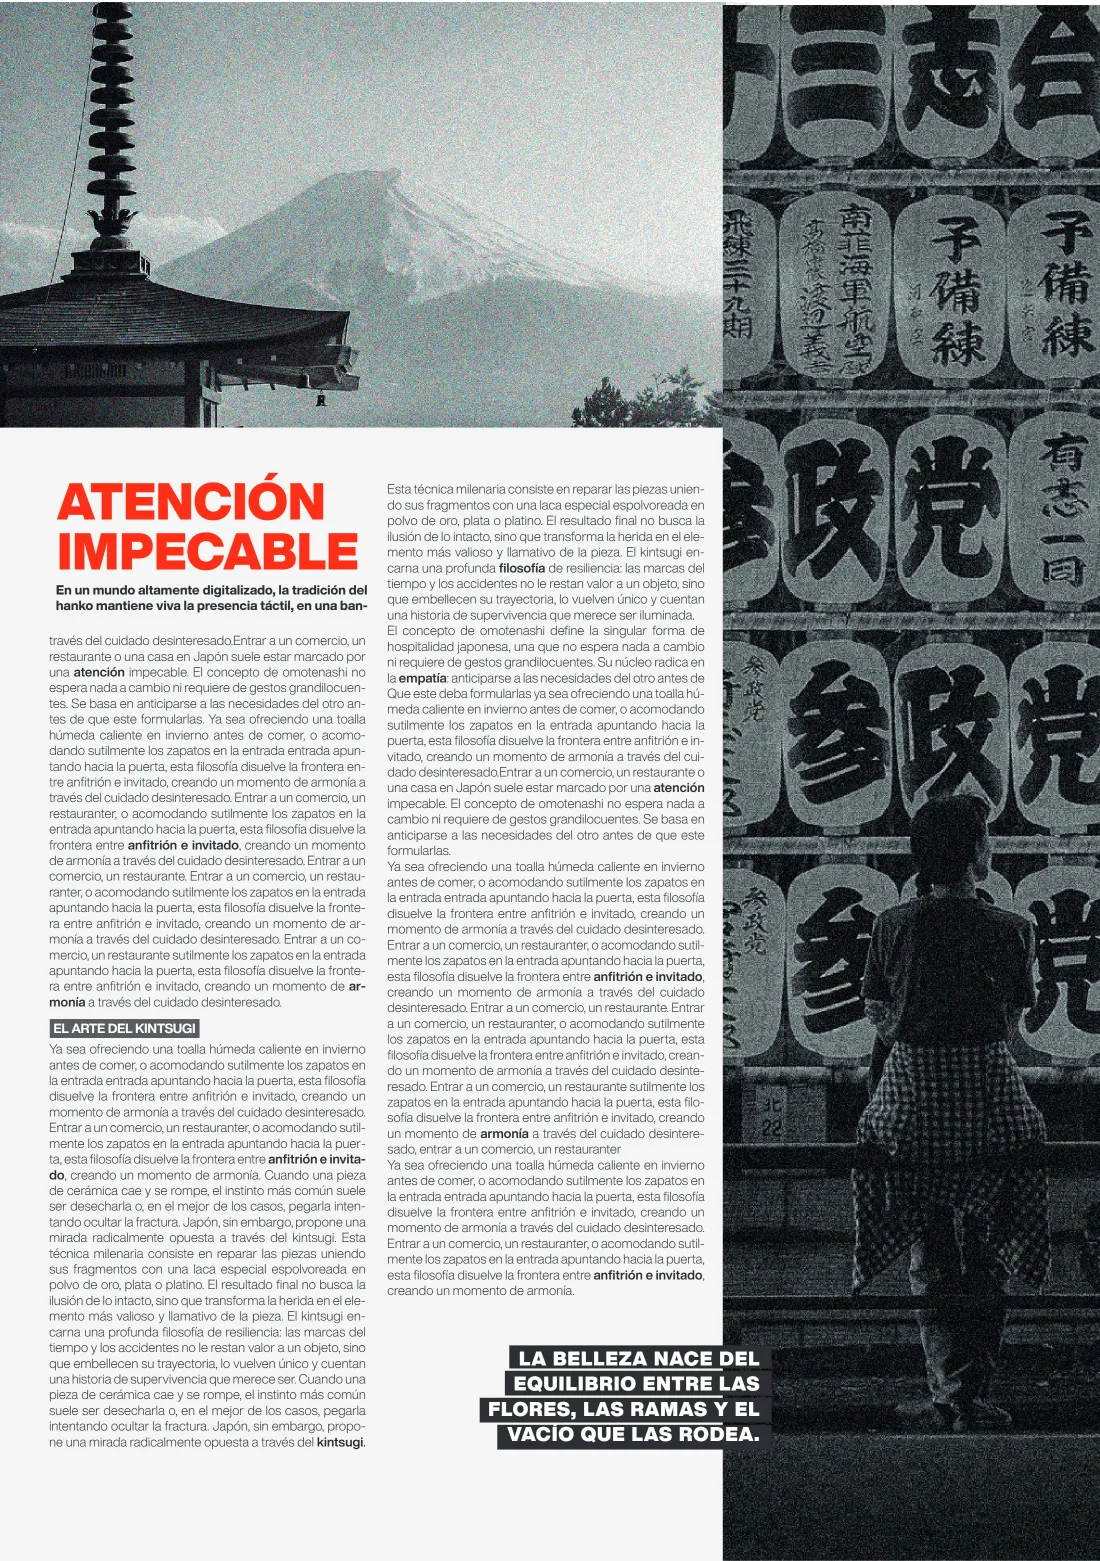 ATENCIÓN
IMPECABLE
En un mundo altamente digitalizado, la tradición del
hanko mantiene viva la presencia táctil, en una ban-
través del cuidado desinteresado.Entrar a un comercio, un
restaurante o una casa en Japón suele estar marcado por
una atención impecable. El concepto de omotenashi no
espera nada a cambio ni requiere de gestos grandilocuen-
tes. Se basa en anticiparse a las necesidades del otro an-
tes de que este formularlas. Ya sea ofreciendo una toalla
húmeda caliente en invierno antes de comer, o acomo-
dando sutilmente los zapatos en la entrada entrada apun-
tando hacia la puerta, esta filosofía disuelve la frontera en-
tre anfitrión e invitado, creando un momento de armonía a
través del cuidado desinteresado. Entrar a un comercio, un
restauranter, o acomodando sutilmente los zapatos en la
entrada apuntando hacia la puerta, esta filosofía disuelve la
frontera entre anfitrión e invitado, creando un momento
de armonía a través del cuidado desinteresado. Entrar a un
comercio, un restaurante. Entrar a un comercio, un restau-
ranter, o acomodando sutilmente los zapatos en la entrada
apuntando hacia la puerta, esta filosofía disuelve la fronte-
ra entre anfitrión e invitado, creando un momento de ar-
monía a través del cuidado desinteresado. Entrar a un co-
mercio, un restaurante sutilmente los zapatos en la entrada
apuntando hacia la puerta, esta filosofía disuelve la fronte-
ra entre anfitrión e invitado, creando un momento de ar-
monía a través del cuidado desinteresado.
EL ARTE DEL KINTSUGI
Ya sea ofreciendo una toalla húmeda caliente en invierno
antes de comer, o acomodando sutilmente los zapatos en
la entrada entrada apuntando hacia la puerta, esta filosofía
disuelve la frontera entre anfitrión e invitado, creando un
momento de armonía a través del cuidado desinteresado.
Entrar a un comercio, un restauranter, o acomodando sutil-
mente los zapatos en la entrada apuntando hacia la puer-
ta, esta filosofía disuelve la frontera entre anfitrión e invita-
do, creando un momento de armonía. Cuando una pieza
de cerámica cae y se rompe, el instinto más común suele
ser desecharla o, en el mejor de los casos, pegarla inten-
tando ocultar la fractura. Japón, sin embargo, propone una
mirada radicalmente opuesta a través del kintsugi. Esta
técnica milenaria consiste en reparar las piezas uniendo
sus fragmentos con una laca especial espolvoreada en
polvo de oro, plata o platino. El resultado final no busca la
ilusión de lo intacto, sino que transforma la herida en el ele-
mento más valioso y llamativo de la pieza. El kintsugi en-
carna una profunda filosofía de resiliencia: las marcas del
tiempo y los accidentes no le restan valor a un objeto, sino
que embellecen su trayectoria, lo vuelven único y cuentan
una historia de supervivencia que merece ser. Cuando una
pieza de cerámica cae y se rompe, el instinto más común
suele ser desecharla o, en el mejor de los casos, pegarla
intentando ocultar la fractura. Japón, sin embargo, propo-
ne una mirada radicalmente opuesta a través del kintsugi.
Esta técnica milenaria consiste en reparar las piezas unien-
do sus fragmentos con una laca especial espolvoreada en
polvo de oro, plata o platino. El resultado final no busca la
ilusión de lo intacto, sino que transforma la herida en el ele-
mento más valioso y llamativo de la pieza. El kintsugi en-
carna una profunda filosofía de resiliencia: las marcas del
tiempo y los accidentes no le restan valor a un objeto, sino
que embellecen su trayectoria, lo vuelven único y cuentan
una historia de supervivencia que merece ser iluminada.
El concepto de omotenashi define la singular forma de
hospitalidad japonesa, una que no espera nada a cambio
ni requiere de gestos grandilocuentes. Su núcleo radica en
la empatía: anticiparse a las necesidades del otro antes de
Que este deba formularlas ya sea ofreciendo una toalla hú-
meda caliente en invierno antes de comer, o acomodando
sutilmente los zapatos en la entrada apuntando hacia la
puerta, esta filosofía disuelve la frontera entre anfitrión e in-
vitado, creando un momento de armonía a través del cui-
dado desinteresado.Entrar a un comercio, un restaurante o
una casa en Japón suele estar marcado por una atención
impecable. El concepto de omotenashi no espera nada a
cambio ni requiere de gestos grandilocuentes. Se basa en
anticiparse a las necesidades del otro antes de que este
formularlas.
Ya sea ofreciendo una toalla húmeda caliente en invierno
antes de comer, o acomodando sutilmente los zapatos en
la entrada entrada apuntando hacia la puerta, esta filosofía
disuelve la frontera entre anfitrión e invitado, creando un
momento de armonía a través del cuidado desinteresado.
Entrar a un comercio, un restauranter, o acomodando sutil-
mente los zapatos en la entrada apuntando hacia la puerta,
esta filosofía disuelve la frontera entre anfitrión e invitado,
creando un momento de armonía a través del cuidado
desinteresado. Entrar a un comercio, un restaurante. Entrar
a un comercio, un restauranter, o acomodando sutilmente
los zapatos en la entrada apuntando hacia la puerta, esta
filosofía disuelve la frontera entre anfitrión e invitado, crean-
do un momento de armonía a través del cuidado desinte-
resado. Entrar a un comercio, un restaurante sutilmente los
zapatos en la entrada apuntando hacia la puerta, esta filo-
sofía disuelve la frontera entre anfitrión e invitado, creando
un momento de armonía a través del cuidado desintere-
sado, entrar a un comercio, un restauranter
Ya sea ofreciendo una toalla húmeda caliente en invierno
antes de comer, o acomodando sutilmente los zapatos en
la entrada entrada apuntando hacia la puerta, esta filosofía
disuelve la frontera entre anfitrión e invitado, creando un
momento de armonía a través del cuidado desinteresado.
Entrar a un comercio, un restauranter, o acomodando sutil-
mente los zapatos en la entrada apuntando hacia la puerta,
esta filosofía disuelve la frontera entre anfitrión e invitado,
creando un momento de armonía.
LA BELLEZA NACE DEL
EQUILIBRIO ENTRE LAS
FLORES, LAS RAMAS Y EL
VACÍO QUE LAS RODEA.
十三志会
飛練三十九期
南非海軍航空隊
渡辺義
予備練
予備練
参政党
有志一同
参政党
参政党
参政党
参
北
22